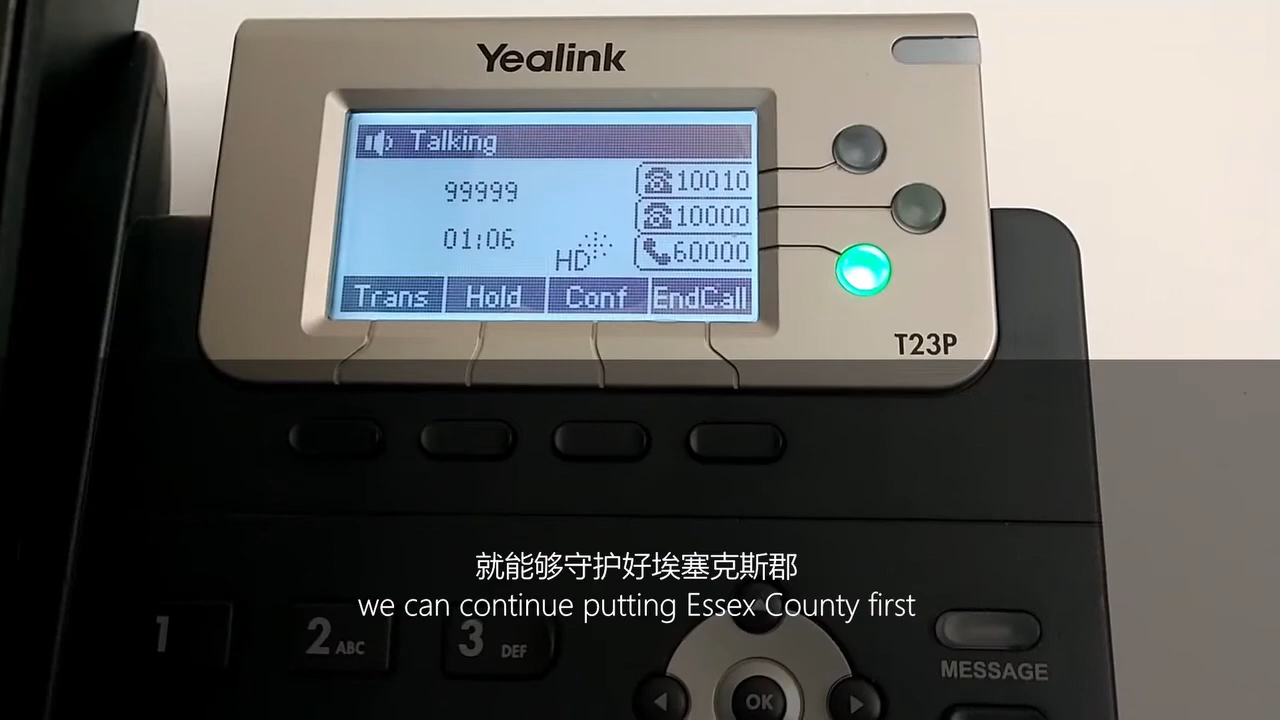 Yealink
Talking
99999
01:06
HD
10010
10000
60000
Trans Hold Conf EndCall
T23P
就能够守护好埃塞克斯郡
we can continue putting Essex County first
1
2 ABC
3 DEF
OK
MESSAGE